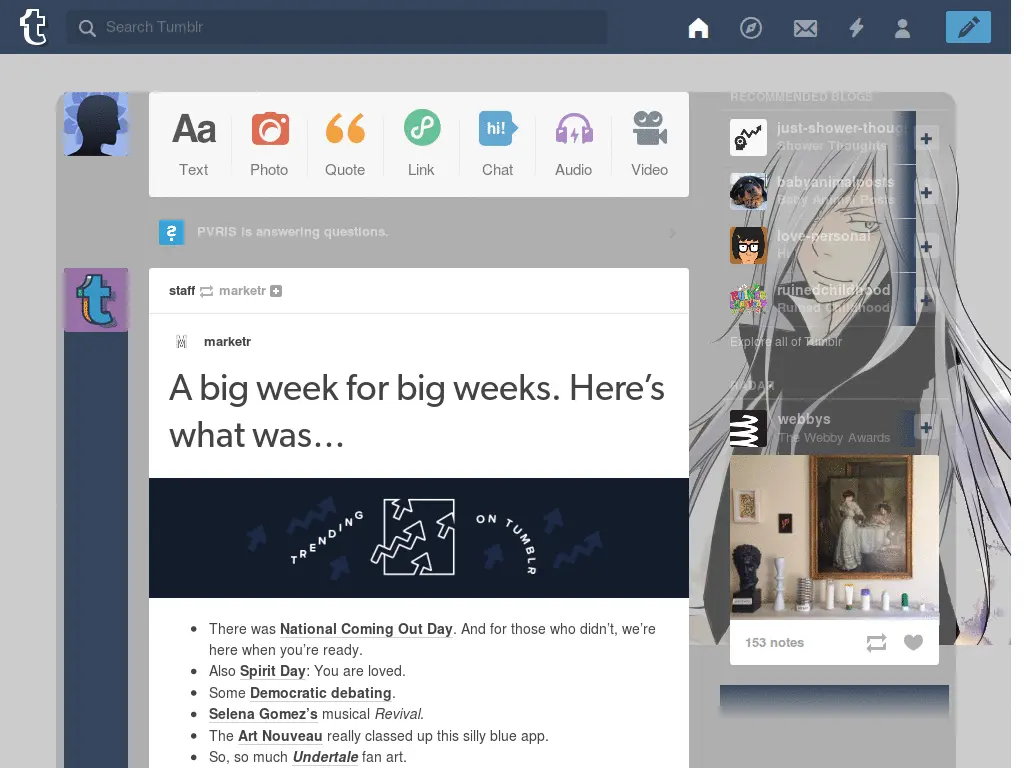 Search Tumblr
Text
Photo
Quote
Link
hi!
Chat
Audio
Video
Aa
PVRIS is answering questions.
staff marketr
marketr
A big week for big weeks. Here’s
what was…
TRENDING ON TUMBLR
There was National Coming Out Day. And for those who didn’t, we’re
here when you’re ready.
Also Spirit Day: You are loved.
Some Democratic debating.
Selena Gomez’s musical Revival.
The Art Nouveau really classed up this silly blue app.
So, so much Undertale fan art.
RECOMMENDED BLOGS
just-shower-thoug
Shower Thoughts
babyanimalposts
Baby Animal Posts
love-personal
ruinedchildhood
Ruined Childhood
Explore all of Tumblr
RADAR
webbys
The Webby Awards
153 notes